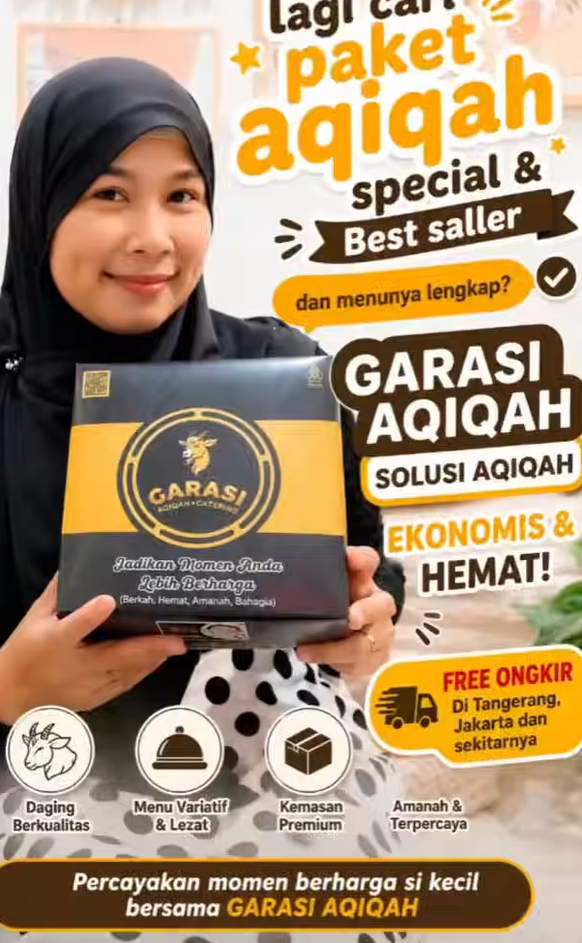 lagi cari
paket
aqiqah
special &
Best saller
dan menunya lengkap?
GARASI
AQIQAH
SOLUSI AQIQAH
EKONOMIS &
HEMAT!
GARASI
AQIQAH • CATERING
Jadikan Momen Anda
Lebih Berharga
(Berkah, Hemat, Amanah, Bahagia)
FREE ONGKIR
Di Tangerang,
Jakarta dan
sekitarnya
Daging
Berkualitas
Menu Variatif
& Lezat
Kemasan
Premium
Amanah &
Terpercaya
Percayakan momen berharga si kecil
bersama GARASI AQIQAH